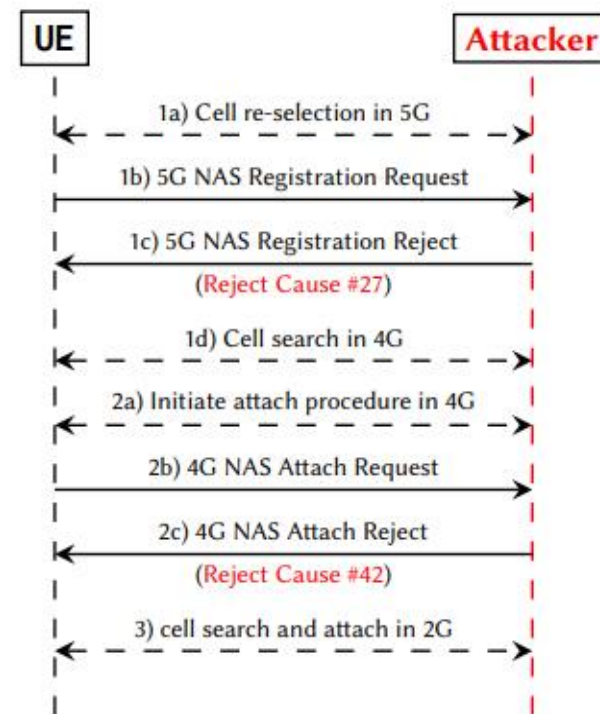 UE
Attacker
1a) Cell re-selection in 5G
1b) 5G NAS Registration Request
1c) 5G NAS Registration Reject
(Reject Cause #27)
1d) Cell search in 4G
2a) Initiate attach procedure in 4G
2b) 4G NAS Attach Request
2c) 4G NAS Attach Reject
(Reject Cause #42)
3) cell search and attach in 2G